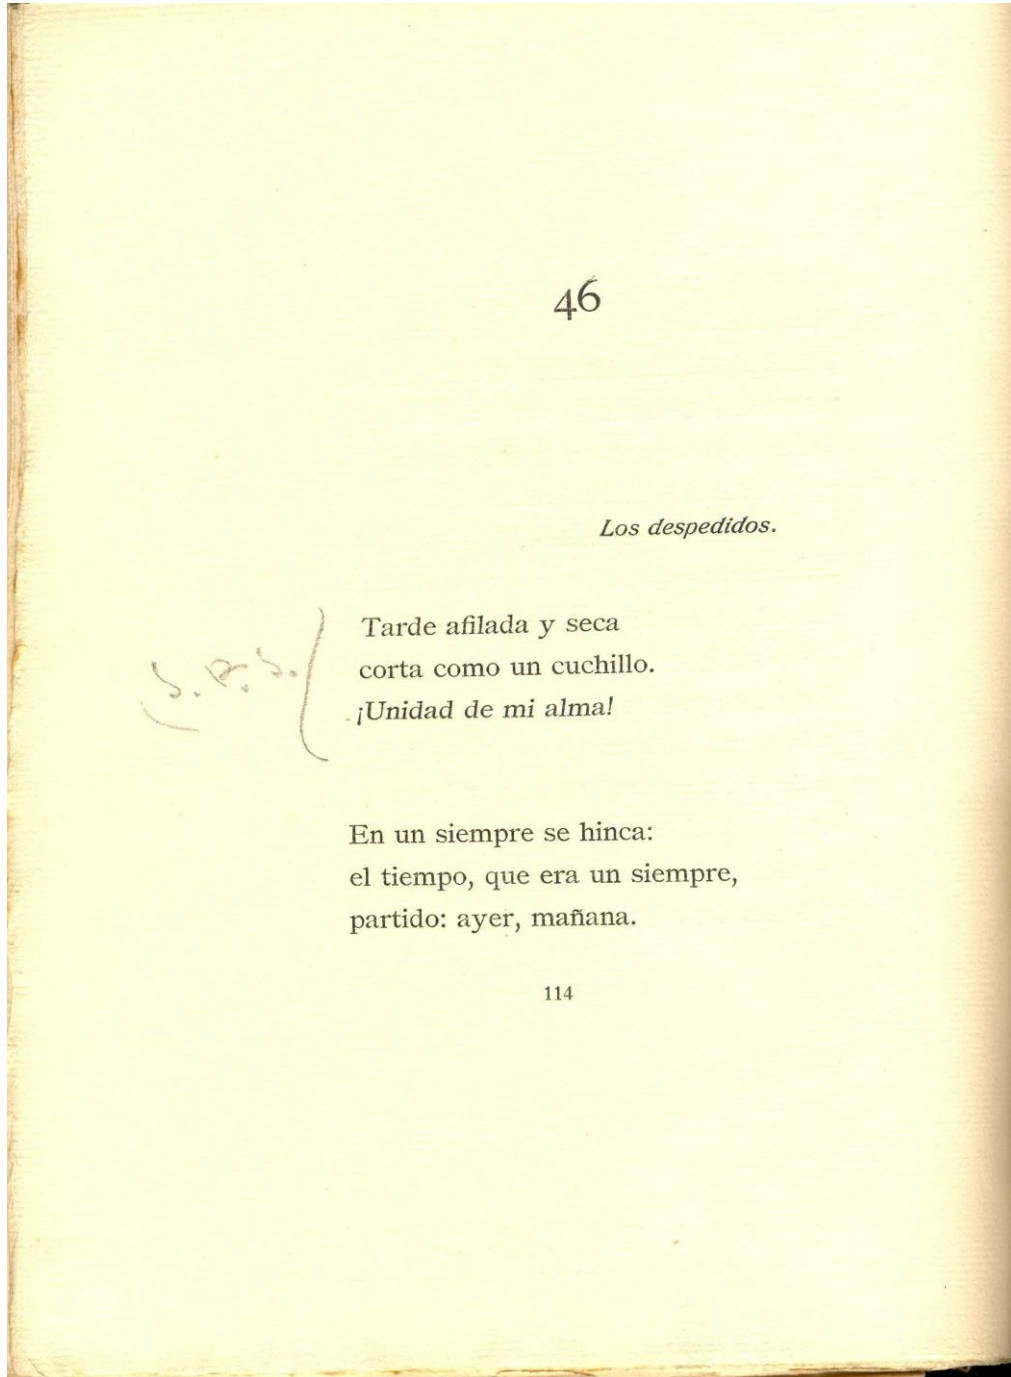 46
Los despedidos.
Tarde afilada y seca
corta como un cuchillo.
¡Unidad de mi alma!
En un siempre se hinca:
el tiempo, que era un siempre,
partido: ayer, mañana.
114